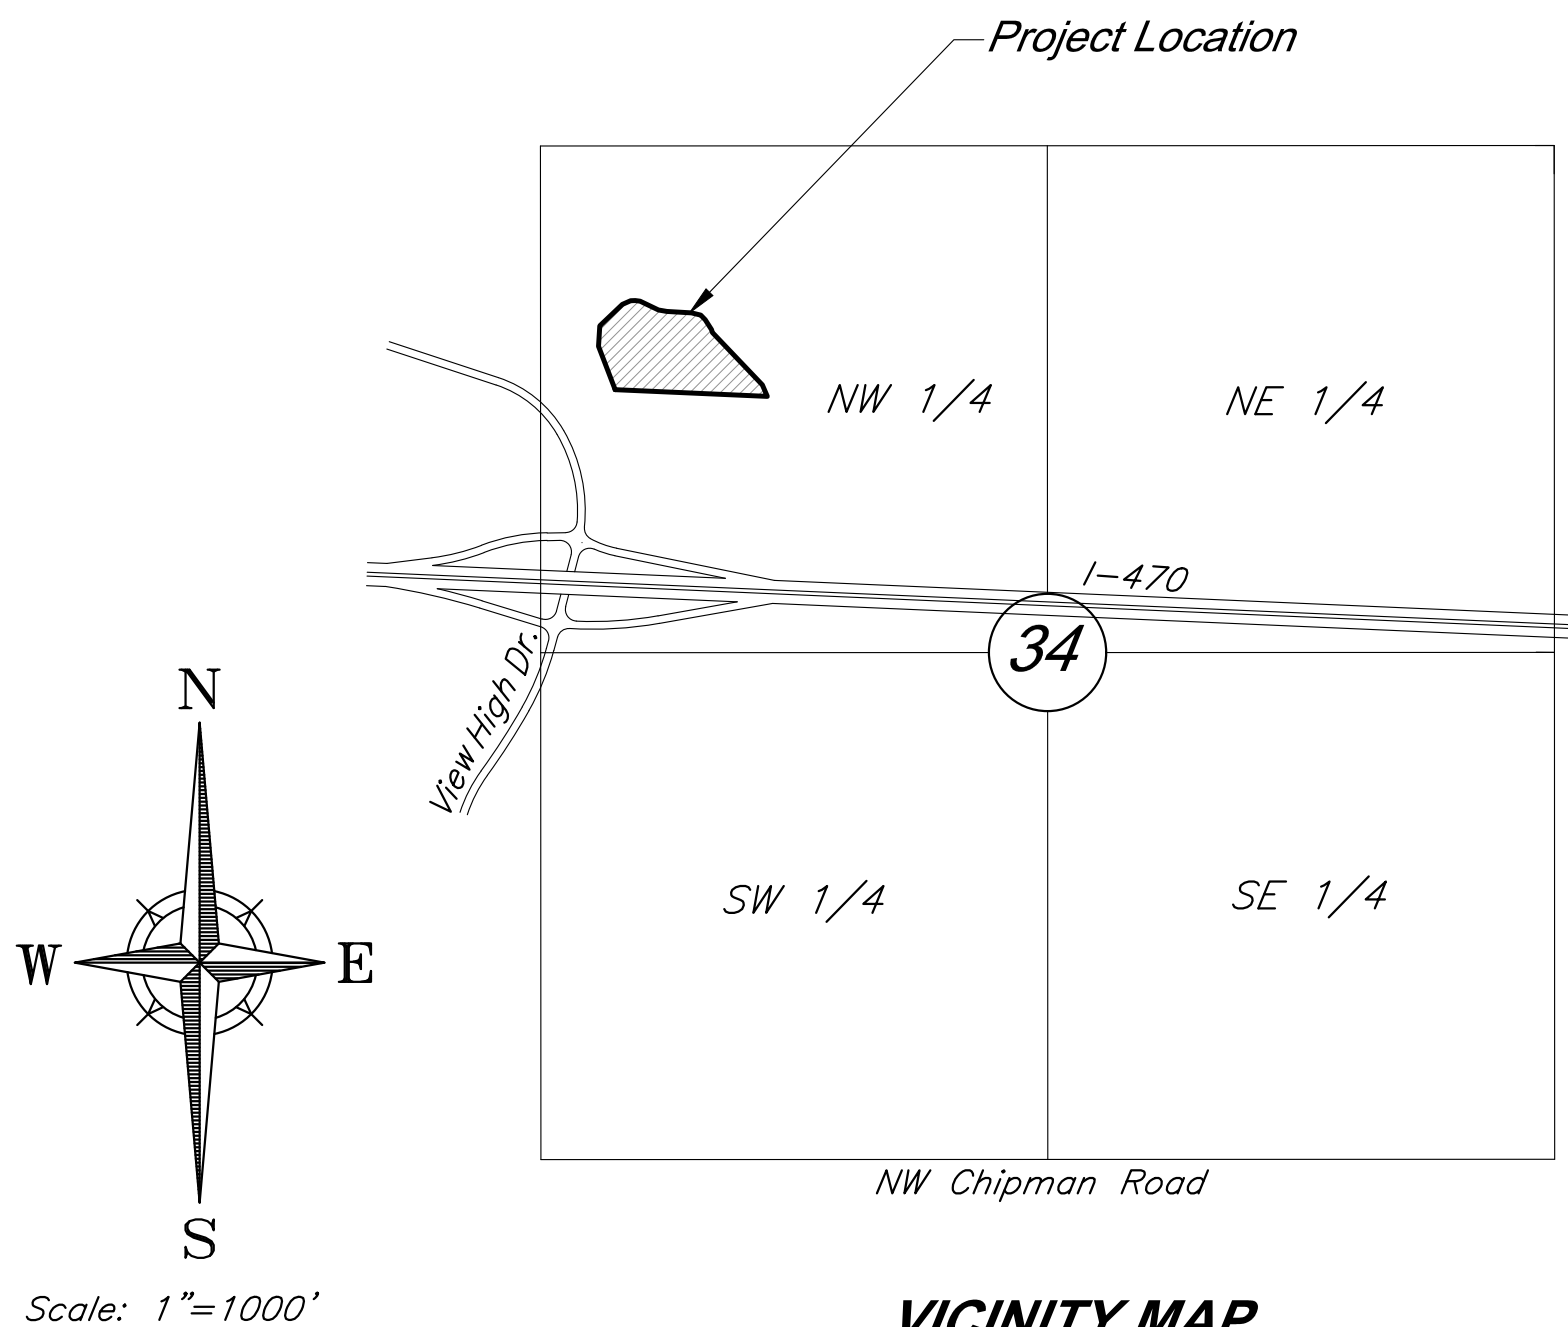 Project Location
NW 1/4
NE 1/4
I-470
34
View High Dr.
N
W
E
S
SW 1/4
SE 1/4
NW Chipman Road
Scale: 1"=1000'
VICINITY MAP